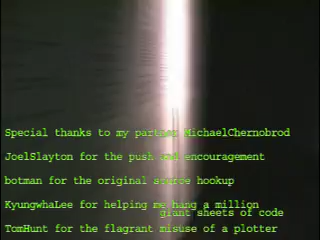 Special thanks to my partner MichaelChernobrod
JoelSlayton for the push and encouragement
botman for the original source hookup
KyungwhaLee for helping me hang a million
giant sheets of code
TomHunt for the flagrant misuse of a plotter